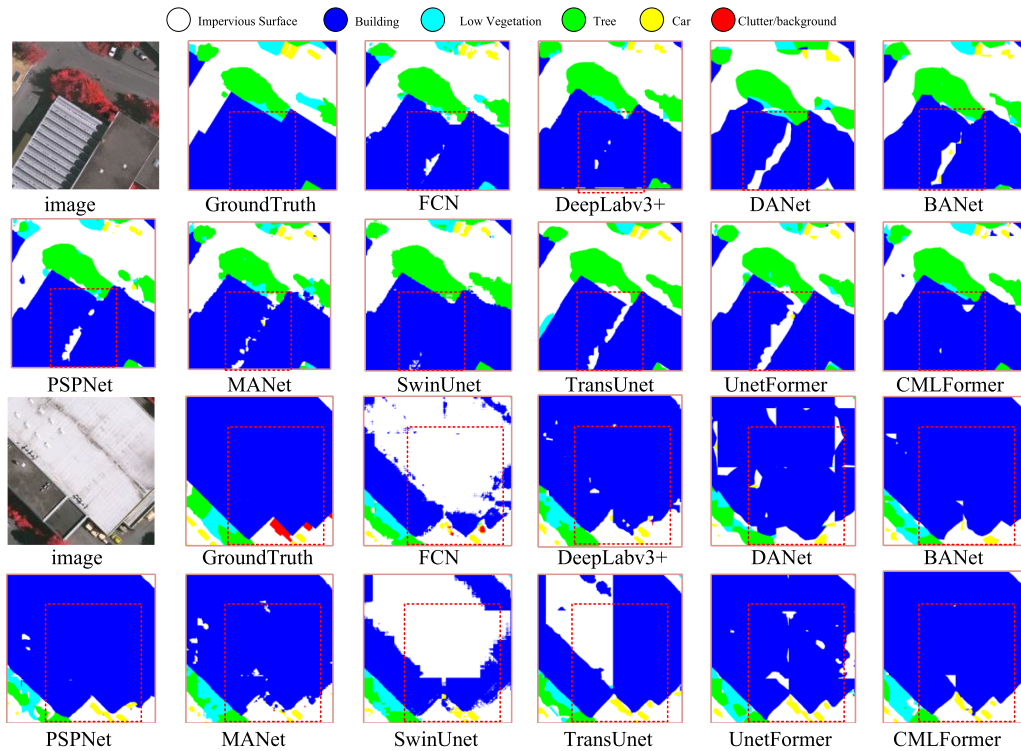 Impervious Surface Building Low Vegetation Tree Car Clutter/background
image GroundTruth FCN DeepLabv3+ DANet BANet
PSPNet MANet SwinUnet TransUnet UnetFormer CMLFormer
image GroundTruth FCN DeepLabv3+ DANet BANet
PSPNet MANet SwinUnet TransUnet UnetFormer CMLFormer